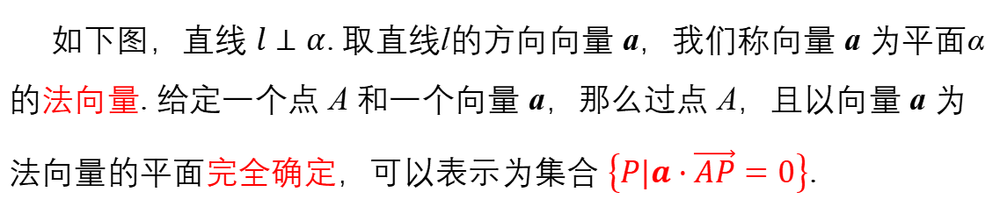 如下图，直线 l ⊥ α. 取直线l的方向向量 a，我们称向量 a 为平面α
的法向量. 给定一个点 A 和一个向量 a，那么过点 A，且以向量 a 为
法向量的平面完全确定，可以表示为集合 {P|a · \overrightarrow{AP} = 0}.